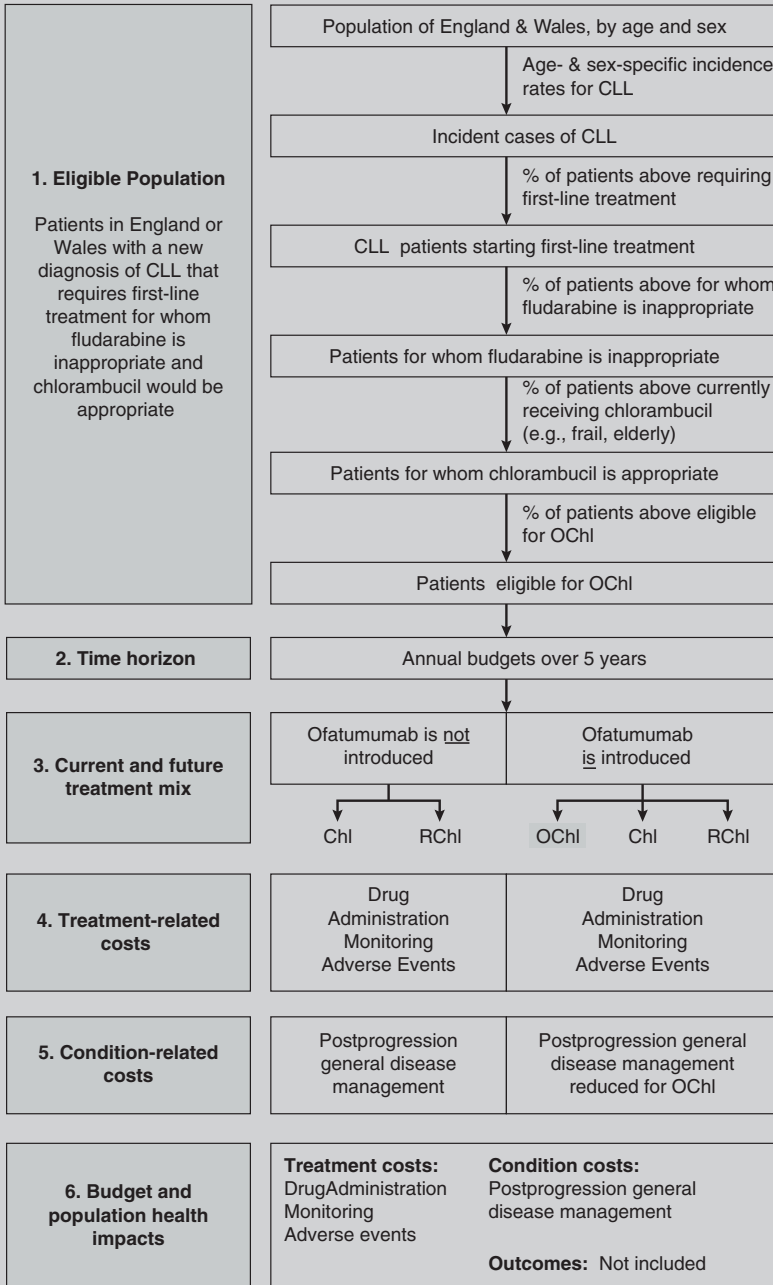 Population of England & Wales, by age and sex
Age- & sex-specific incidence
rates for CLL
Incident cases of CLL
% of patients above requiring
first-line treatment
CLL patients starting first-line treatment
% of patients above for whom
fludarabine is inappropriate
Patients for whom fludarabine is inappropriate
% of patients above currently
receiving chlorambucil
(e.g., frail, elderly)
Patients for whom chlorambucil is appropriate
% of patients above eligible
for OChl
Patients eligible for OChl
1. Eligible Population
Patients in England or
Wales with a new
diagnosis of CLL that
requires first-line
treatment for whom
fludarabine is
inappropriate and
chlorambucil would be
appropriate
2. Time horizon
Annual budgets over 5 years
3. Current and future
treatment mix
Ofatumumab is not
introduced
Ofatumumab
is introduced
Chl
RChl
OChl
Chl
RChl
4. Treatment-related
costs
Drug
Administration
Monitoring
Adverse Events
Drug
Administration
Monitoring
Adverse Events
5. Condition-related
costs
Postprogression
general disease
management
Postprogression general
disease management
reduced for OChl
6. Budget and
population health
impacts
Treatment costs:
DrugAdministration
Monitoring
Adverse events
Condition costs:
Postprogression general
disease management
Outcomes: Not included